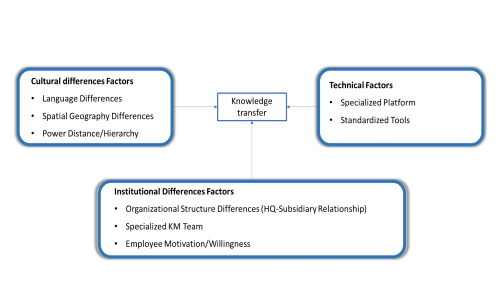 Cultural differences Factors
• Language Differences
• Spatial Geography Differences
• Power Distance/Hierarchy
Knowledge
transfer
Technical Factors
• Specialized Platform
• Standardized Tools
Institutional Differences Factors
• Organizational Structure Differences (HQ-Subsidiary Relationship)
• Specialized KM Team
• Employee Motivation/Willingness